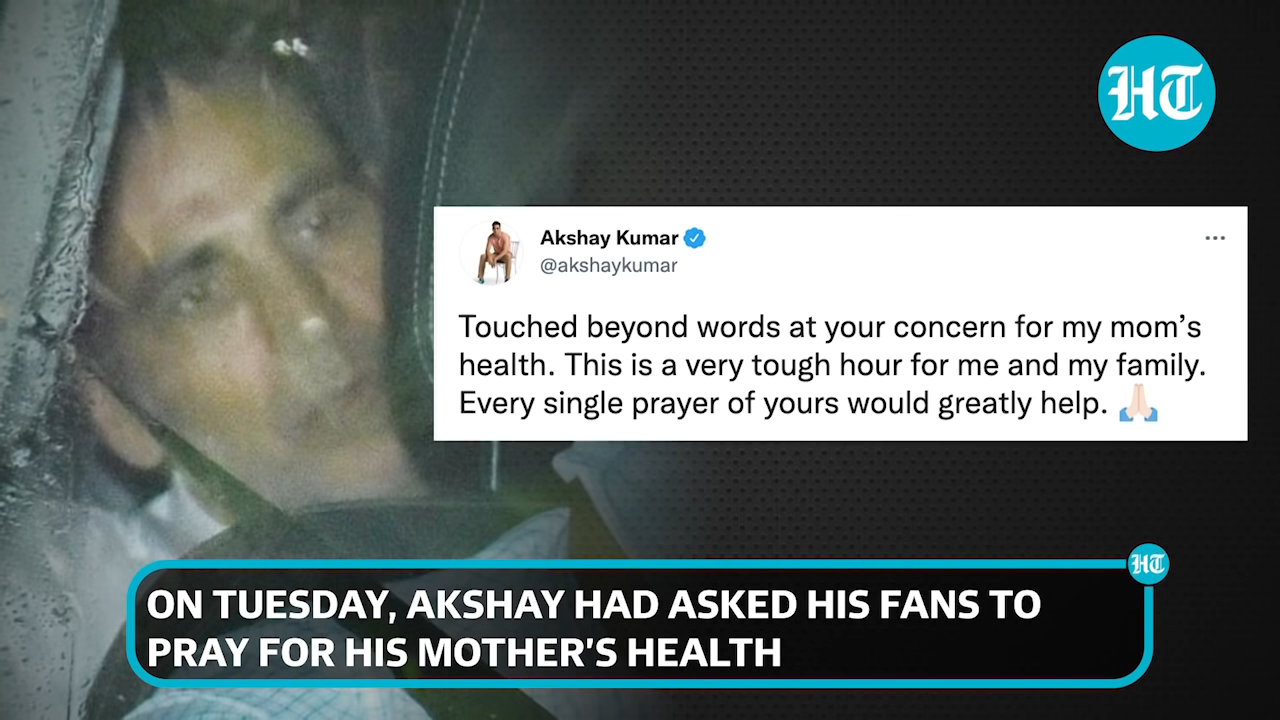 HT
Akshay Kumar
@akshaykumar
Touched beyond words at your concern for my mom’s
health. This is a very tough hour for me and my family.
Every single prayer of yours would greatly help. 🙏🏻
HT
ON TUESDAY, AKSHAY HAD ASKED HIS FANS TO
PRAY FOR HIS MOTHER'S HEALTH